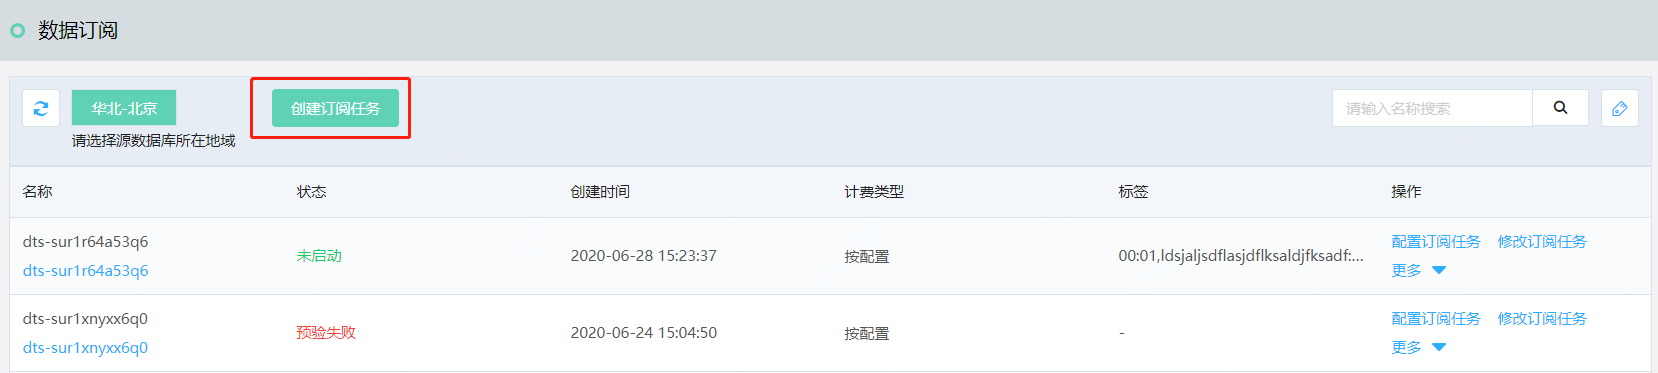 数据订阅
华北-北京
创建订阅任务
请输入名称搜索
请选择源数据库所在地域
名称 状态 创建时间 计费类型 标签 操作
dts-sur1r64a53q6
dts-sur1r64a53q6
未启动
2020-06-28 15:23:37
按配置
00:01,ldsjaljsdflasjdflksaldjfksadf:...
配置订阅任务 修改订阅任务
更多
dts-sur1xnyxx6q0
dts-sur1xnyxx6q0
预验失败
2020-06-24 15:04:50
按配置
-
配置订阅任务 修改订阅任务
更多